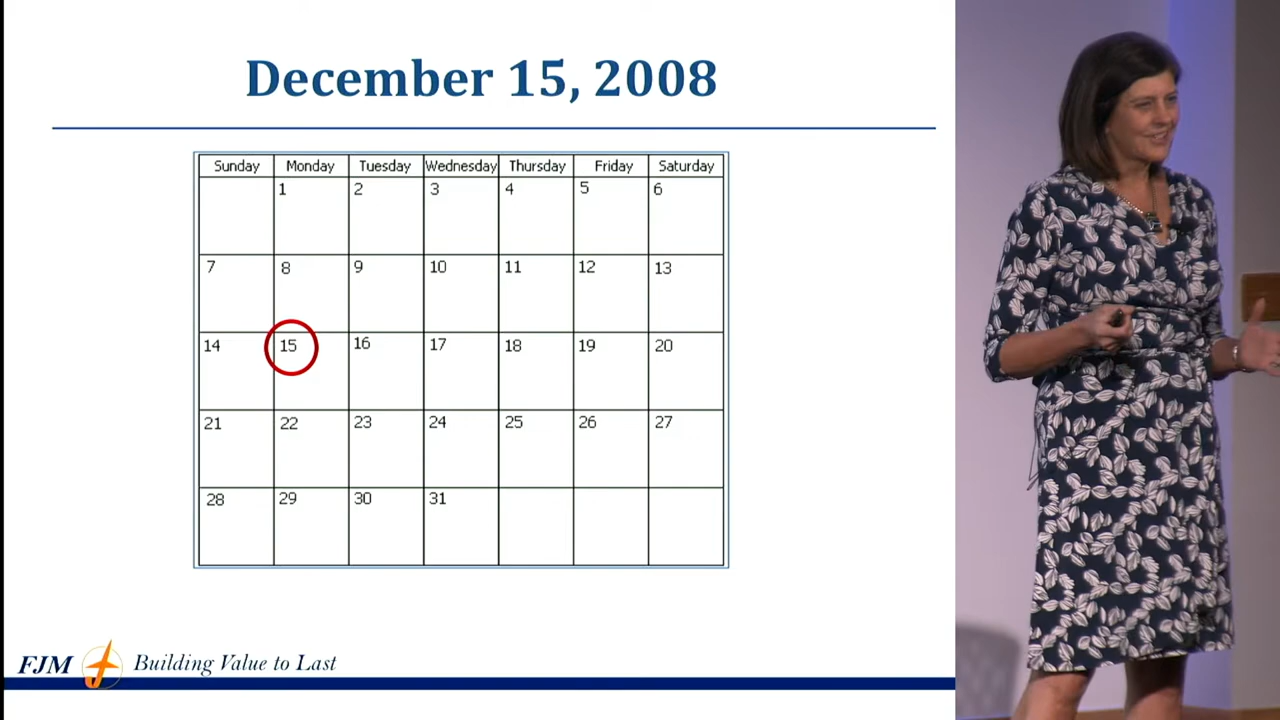 December 15, 2008
Sunday Monday Tuesday Wednesday Thursday Friday Saturday
1 2 3 4 5 6
7 8 9 10 11 12 13
14 15 16 17 18 19 20
21 22 23 24 25 26 27
28 29 30 31
FJM Building Value to Last